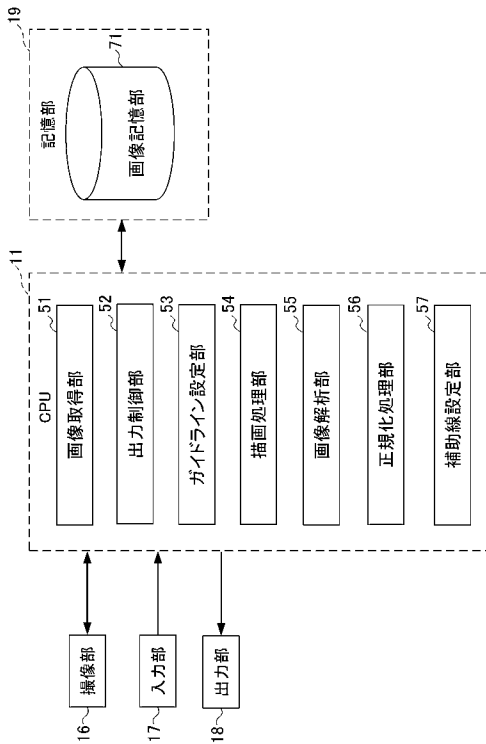 16
撮像部
17
入力部
18
出力部
11
CPU
51
画像取得部
52
出力制御部
53
ガイドライン設定部
54
描画処理部
55
画像解析部
56
正規化処理部
57
補助線設定部
19
記憶部
71
画像記憶部